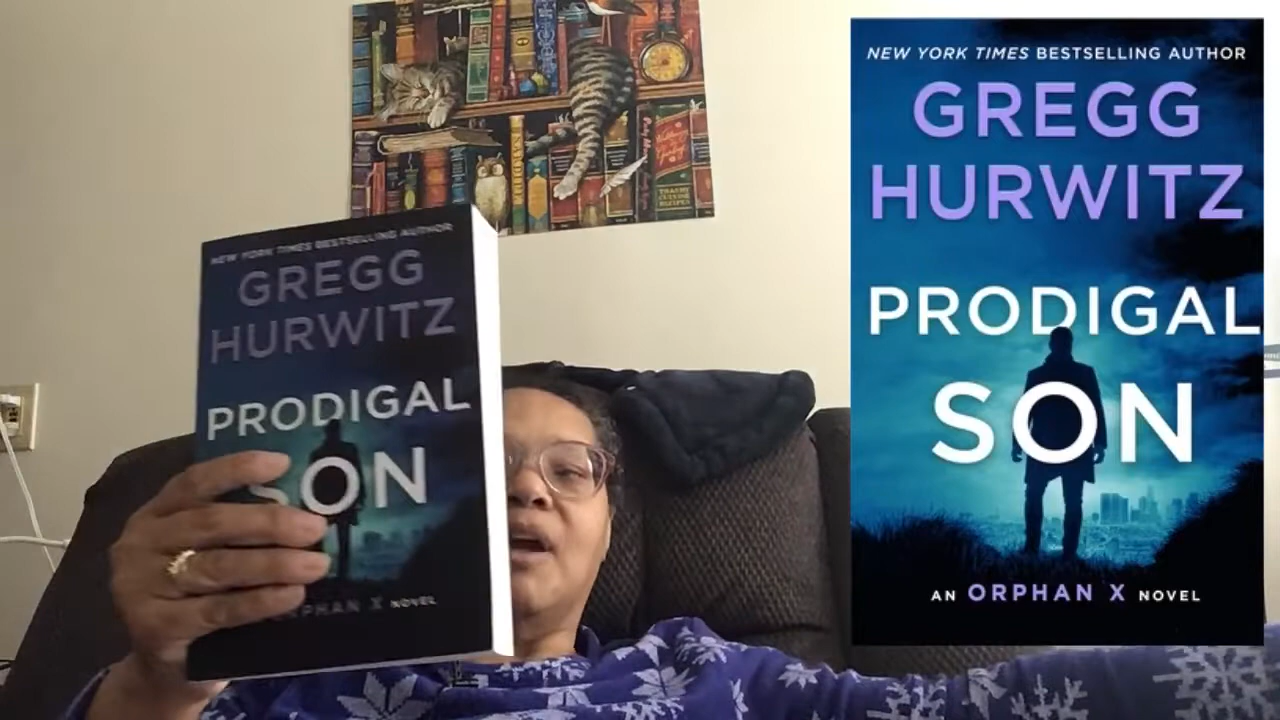 NEW YORK TIMES BESTSELLING AUTHOR
GREGG
HURWITZ
PRODIGAL
SON
ORPHAN X NOVEL
NEW YORK TIMES BESTSELLING AUTHOR
GREGG
HURWITZ
PRODIGAL
SON
AN ORPHAN X NOVEL